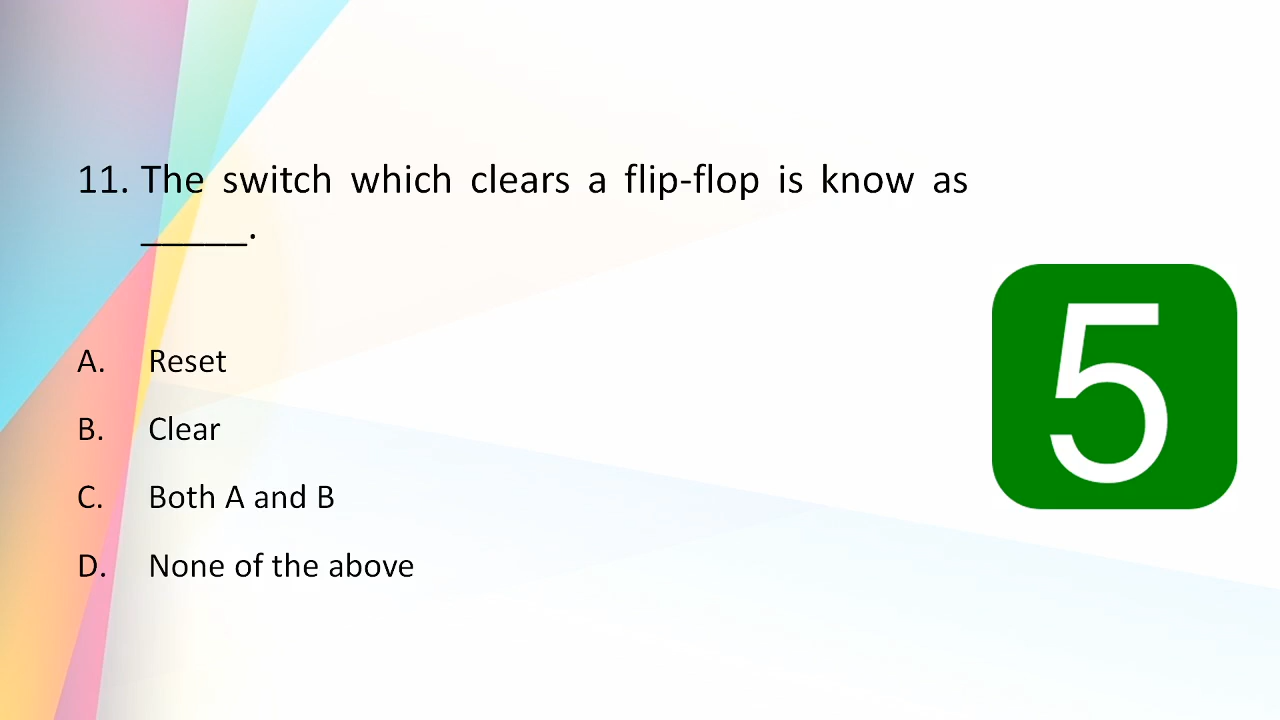 11. The switch which clears a flip-flop is know as
_____.
A. Reset
B. Clear
C. Both A and B
D. None of the above
5